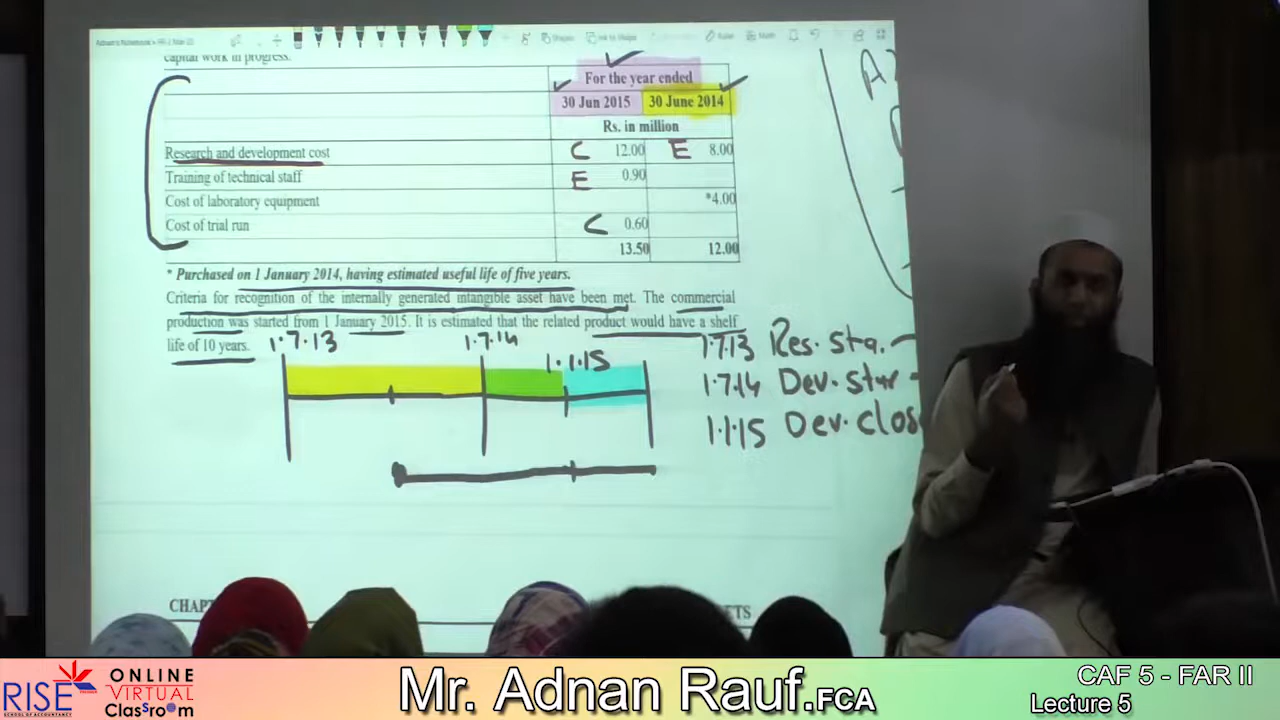 capital work in progress.
For the year ended
30 Jun 2015 30 June 2014
Rs. in million
Research and development cost C 12.00 E 8.00
Training of technical staff E 0.90
Cost of laboratory equipment *4.00
Cost of trial run C 0.60
13.50 12.00
* Purchased on 1 January 2014, having estimated useful life of five years.
Criteria for recognition of the internally generated intangible asset have been met. The commercial
production was started from 1 January 2015. It is estimated that the related product would have a shelf
life of 10 years.
1.7.13 1.7.14 1.1.15
1.7.13 Res. sta.
1.7.14 Dev. star
1.1.15 Dev. clos
CHAP
ETS
RISE
SCHOOL OF ACCOUNTANCY
ONLINE
VIRTUAL
Classroom
Mr. Adnan Rauf.FCA
CAF 5 - FAR II
Lecture 5